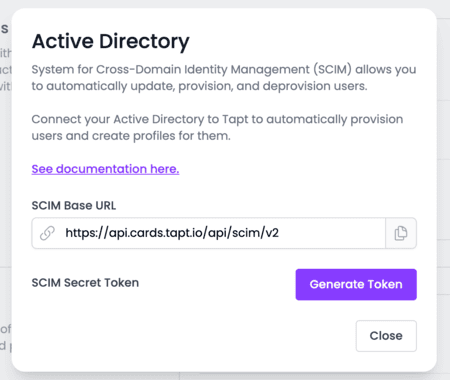 Active Directory
System for Cross-Domain Identity Management (SCIM) allows you
to automatically update, provision, and deprovision users.
Connect your Active Directory to Tapt to automatically provision
users and create profiles for them.
See documentation here.
SCIM Base URL
https://api.cards.tapt.io/api/scim/v2
SCIM Secret Token
Generate Token
Close